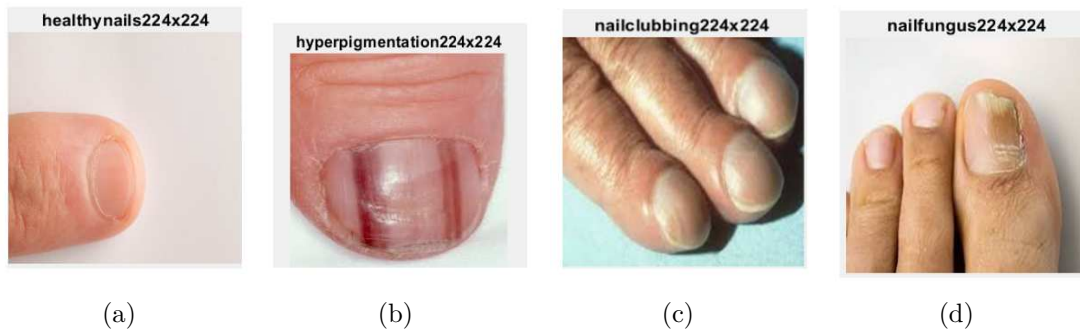 healthynails224x224
hyperpigmentation224x224
nailclubbing224x224
nailfungus224x224
(a)
(b)
(c)
(d)